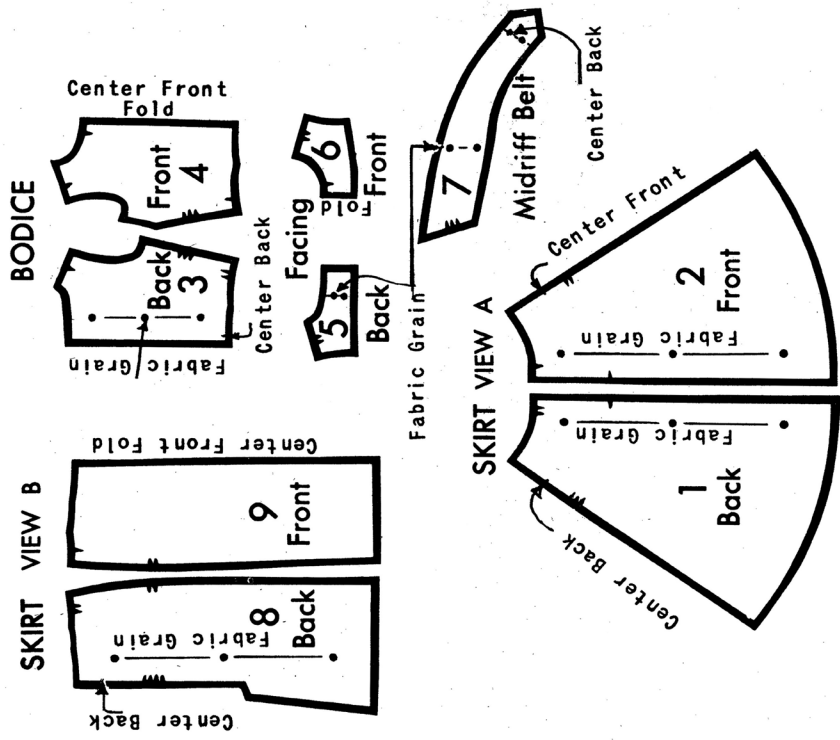 BODICE
Center Front
Fold
Front
4
Back
3
Fabric Grain
Center Back
Facing
6
Front
Fold
5
Back
Fabric Grain
7
Midriff Belt
Center Back
SKIRT VIEW B
Center Front Fold
9
Front
8
Back
Fabric Grain
Center Back
SKIRT VIEW A
Center Front
2
Front
Fabric Grain
1
Back
Fabric Grain
Center Back